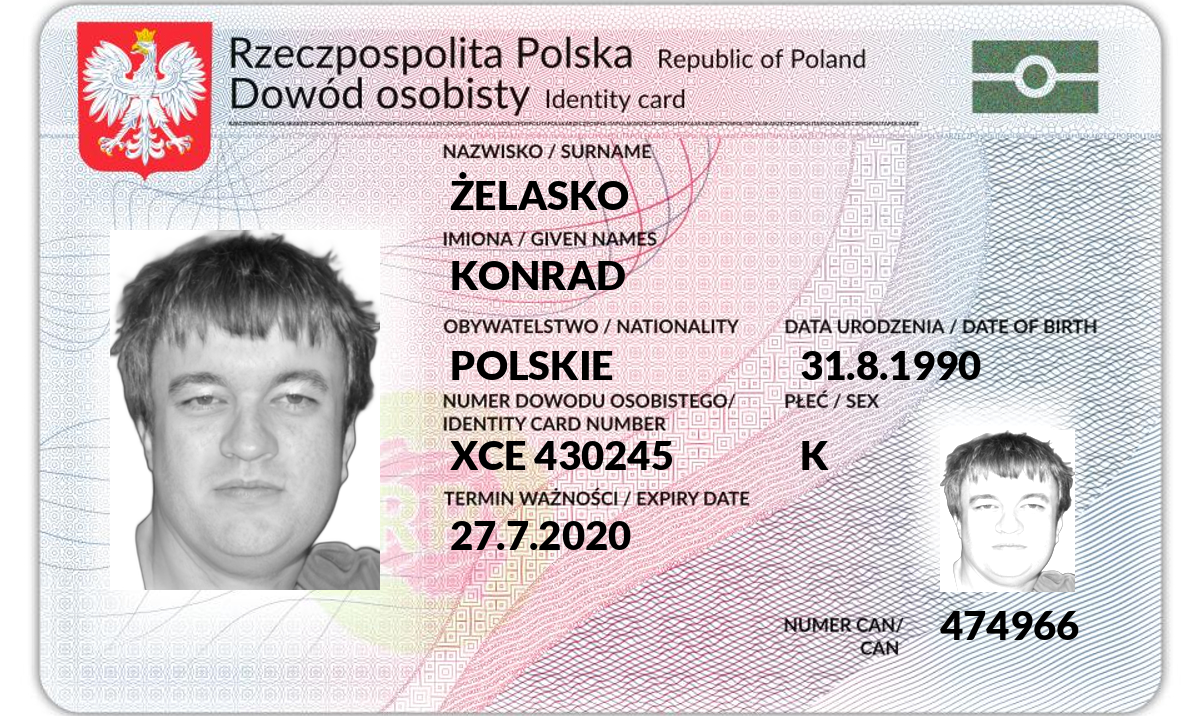 Rzeczpospolita Polska Republic of Poland
Dowód osobisty Identity card
NAZWISKO / SURNAME
ŻELASKO
IMIONA / GIVEN NAMES
KONRAD
OBYWATELSTWO / NATIONALITY DATA URODZENIA / DATE OF BIRTH
POLSKIE 31.8.1990
NUMER DOWODU OSOBISTEGO/ PŁEĆ / SEX
IDENTITY CARD NUMBER
XCE 430245 K
TERMIN WAŻNOŚCI / EXPIRY DATE
27.7.2020
NUMER CAN/ 474966
CAN